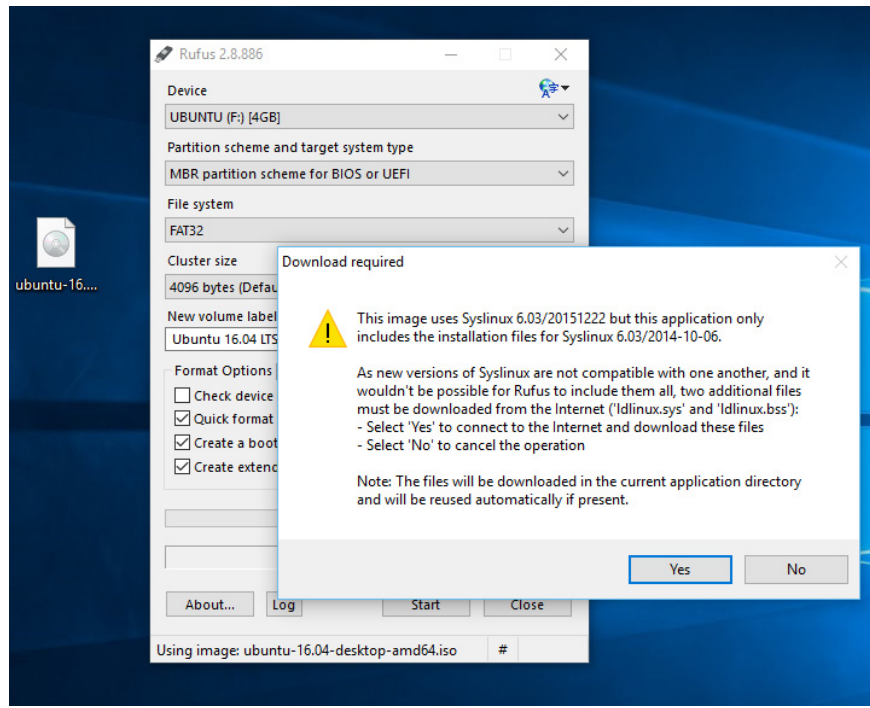 Rufus 2.8.886
Device
UBUNTU (F:) [4GB]
Partition scheme and target system type
MBR partition scheme for BIOS or UEFI
File system
FAT32
Cluster size
4096 bytes (Defau
New volume label
Ubuntu 16.04 LTS
Format Options
Check device
Quick format
Create a boot
Create extend
About...
Log
Start
Close
Using image: ubuntu-16.04-desktop-amd64.iso
#
ubuntu-16....
Download required
This image uses Syslinux 6.03/20151222 but this application only
includes the installation files for Syslinux 6.03/2014-10-06.
As new versions of Syslinux are not compatible with one another, and it
wouldn't be possible for Rufus to include them all, two additional files
must be downloaded from the Internet ('ldlinux.sys' and 'ldlinux.bss'):
- Select 'Yes' to connect to the Internet and download these files
- Select 'No' to cancel the operation
Note: The files will be downloaded in the current application directory
and will be reused automatically if present.
Yes
No